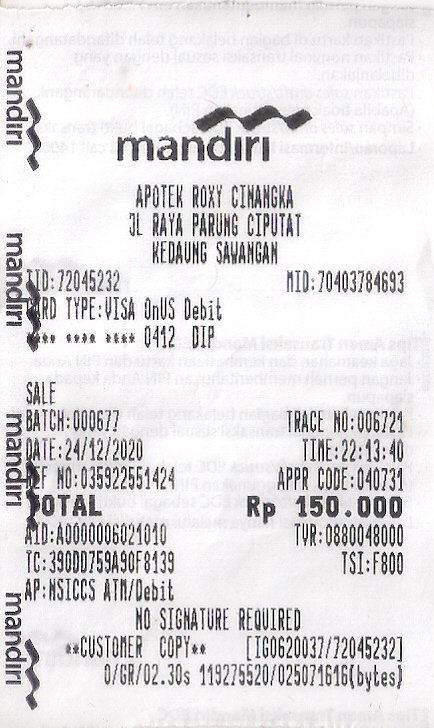 mandiri
APOTEK ROXY CINANGKA
JL RAYA PARUNG CIPUTAT
KEDAUNG SAWANGAN
TID:72045232 MID:70403784693
CARD TYPE:VISA OnUS Debit
**** **** **** 0412 DIP
SALE
BATCH:000677 TRACE NO:006721
DATE:24/12/2020 TIME:22:13:40
REF NO:035922551424 APPR CODE:040731
TOTAL Rp 150.000
AID:A0000006021010 TVR:0880048000
TC:390DD759A90F8139 TSI:F800
AP:NSICCS ATM/Debit
NO SIGNATURE REQUIRED
**CUSTOMER COPY** [IG0620037/72045232]
O/GR/02.30s 119275520/025071616(bytes)
mandiri
mandiri
mandiri
mandiri